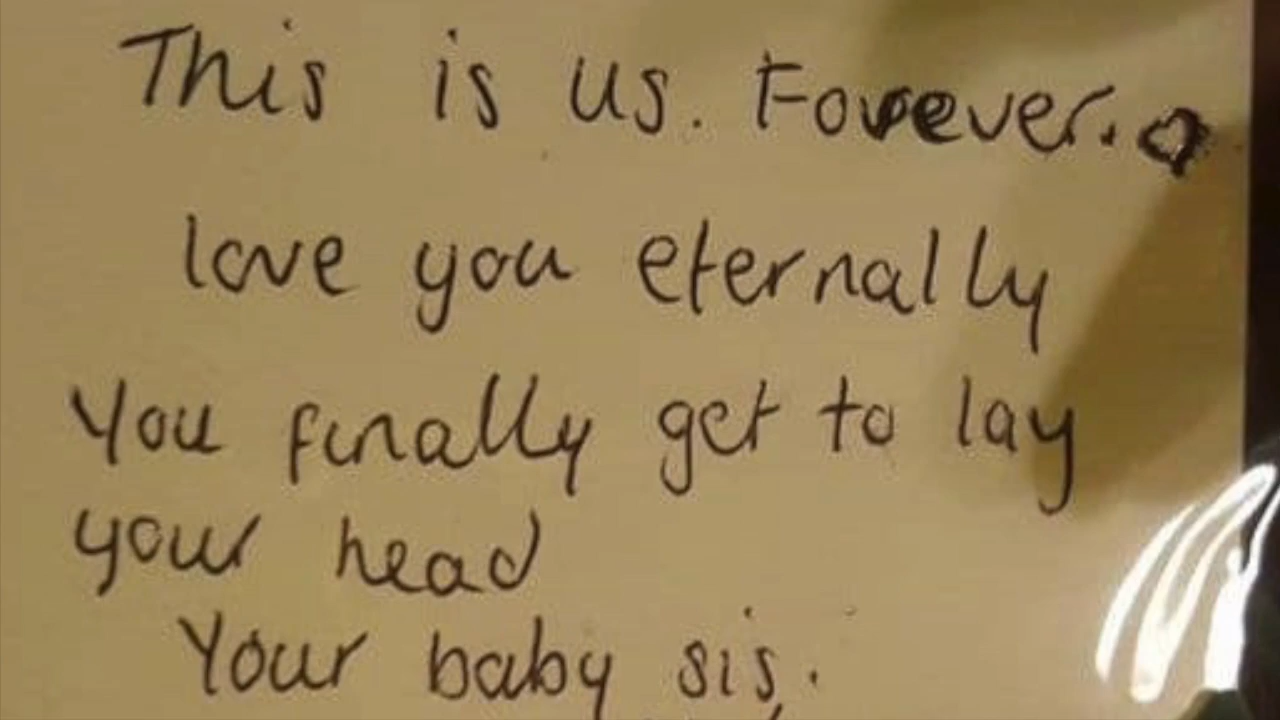 This is us. Forever.
love you eternally
You finally get to lay
your head
Your baby sis.